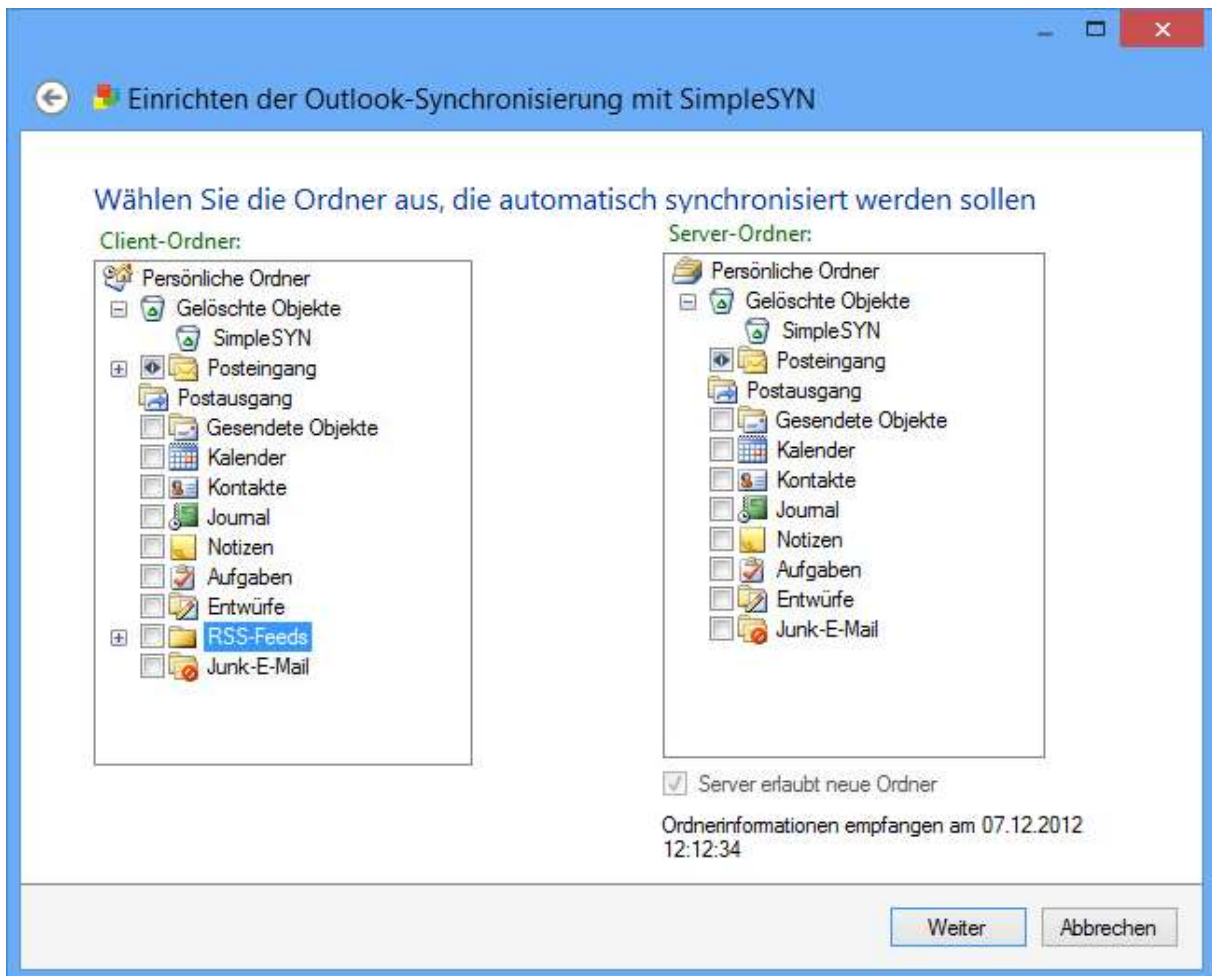 Einrichten der Outlook-Synchronisierung mit SimpleSYN
Wählen Sie die Ordner aus, die automatisch synchronisiert werden sollen
Client-Ordner:
Persönliche Ordner
Gelöschte Objekte
SimpleSYN
Posteingang
Postausgang
Gesendete Objekte
Kalender
Kontakte
Journal
Notizen
Aufgaben
Entwürfe
RSS-Feeds
Junk-E-Mail
Server-Ordner:
Persönliche Ordner
Gelöschte Objekte
SimpleSYN
Posteingang
Postausgang
Gesendete Objekte
Kalender
Kontakte
Journal
Notizen
Aufgaben
Entwürfe
Junk-E-Mail
Server erlaubt neue Ordner
Ordnerinformationen empfangen am 07.12.2012
12:12:34
Weiter
Abbrechen